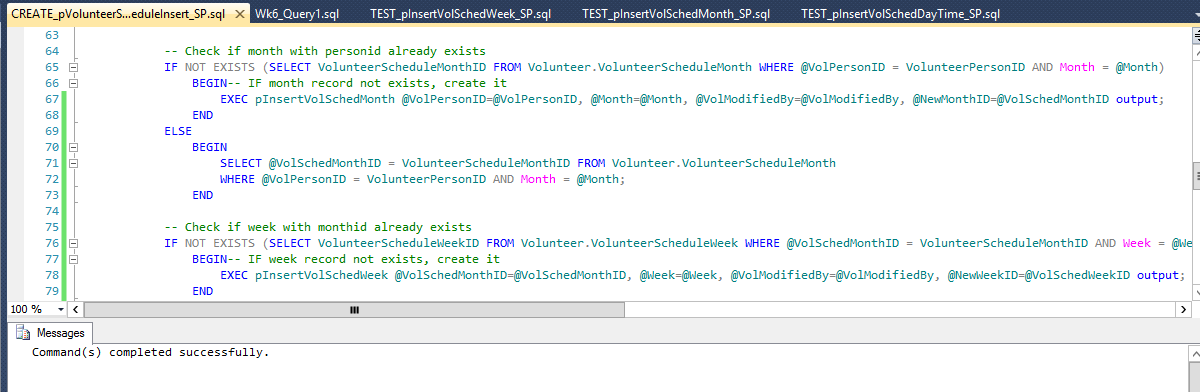 CREATE_pVolunteerS...eduleInsert_SP.sql Wk6_Query1.sql TEST_pInsertVolSchedWeek_SP.sql TEST_pInsertVolSchedMonth_SP.sql TEST_pInsertVolSchedDayTime_SP.sql
63
64 -- Check if month with personid already exists
65 IF NOT EXISTS (SELECT VolunteerScheduleMonthID FROM Volunteer.VolunteerScheduleMonth WHERE @VolPersonID = VolunteerPersonID AND Month = @Month)
66 BEGIN-- IF month record not exists, create it
67 EXEC pInsertVolSchedMonth @VolPersonID=@VolPersonID, @Month=@Month, @VolModifiedBy=@VolModifiedBy, @NewMonthID=@VolSchedMonthID output;
68 END
69 ELSE
70 BEGIN
71 SELECT @VolSchedMonthID = VolunteerScheduleMonthID FROM Volunteer.VolunteerScheduleMonth
72 WHERE @VolPersonID = VolunteerPersonID AND Month = @Month;
73 END
74
75 -- Check if week with monthid already exists
76 IF NOT EXISTS (SELECT VolunteerScheduleWeekID FROM Volunteer.VolunteerScheduleWeek WHERE @VolSchedMonthID = VolunteerScheduleMonthID AND Week = @We
77 BEGIN-- IF week record not exists, create it
78 EXEC pInsertVolSchedWeek @VolSchedMonthID=@VolSchedMonthID, @Week=@Week, @VolModifiedBy=@VolModifiedBy, @NewWeekID=@VolSchedWeekID output;
79 END
100 %
Messages
Command(s) completed successfully.